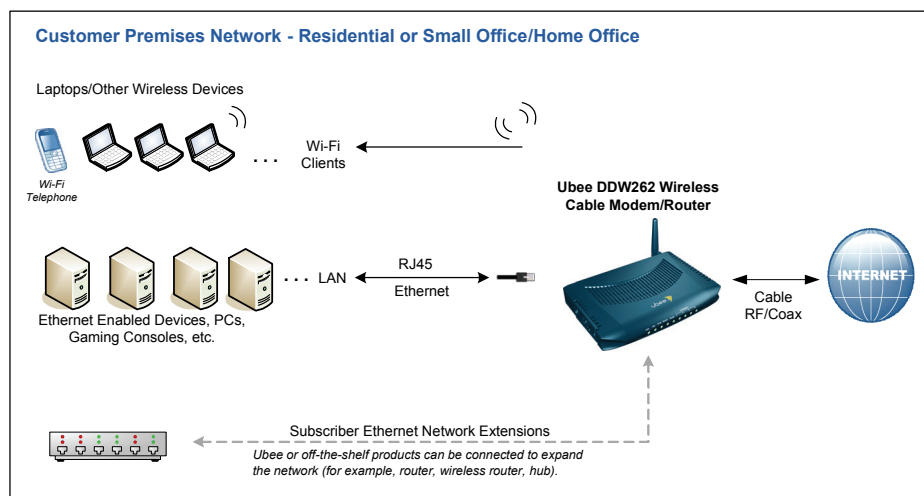 Customer Premises Network - Residential or Small Office/Home Office
Laptops/Other Wireless Devices
. . . Wi-Fi
Clients
Wi-Fi
Telephone
Ubee DDW262 Wireless
Cable Modem/Router
ubee
INTERNET
. . . LAN
RJ45
Ethernet
Cable
RF/Coax
Ethernet Enabled Devices, PCs,
Gaming Consoles, etc.
Subscriber Ethernet Network Extensions
Ubee or off-the-shelf products can be connected to expand
the network (for example, router, wireless router, hub).